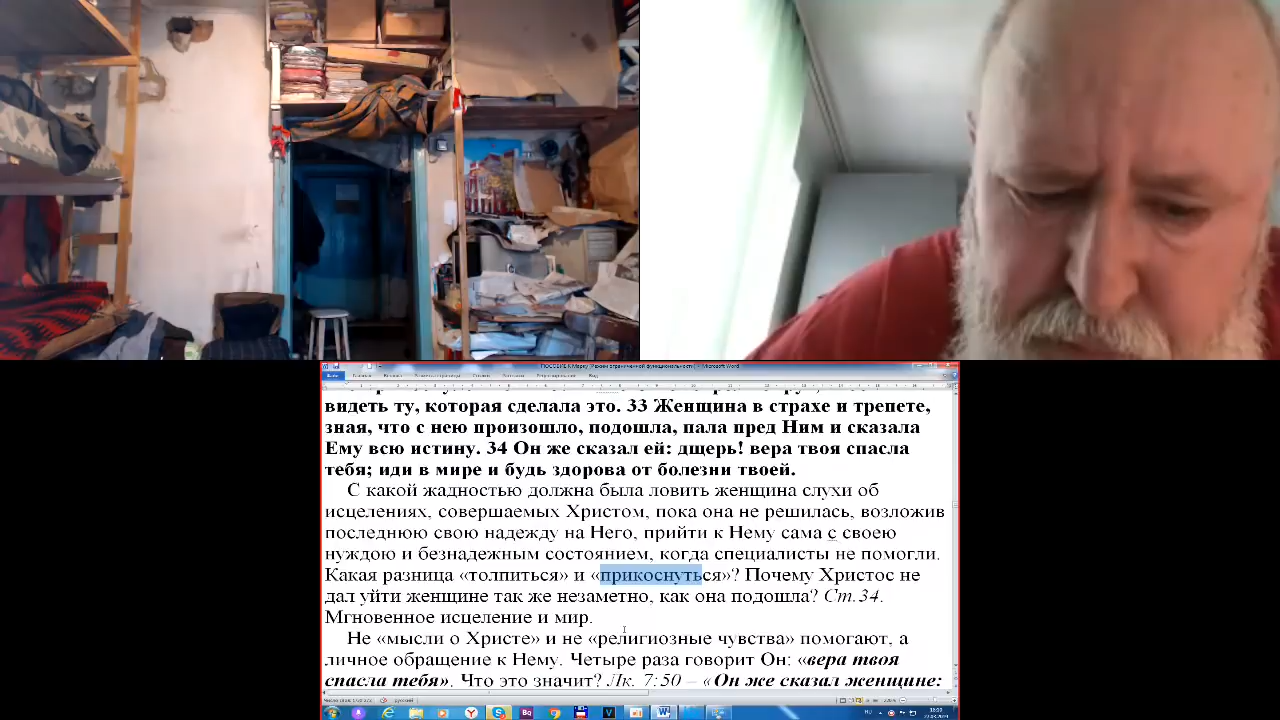 видеть ту, которая сделала это. 33 Женщина в страхе и трепете,
зная, что с нею произошло, подошла, пала пред Ним и сказала
Ему всю истину. 34 Он же сказал ей: дщерь! вера твоя спасла
тебя; иди в мире и будь здорова от болезни твоей.
С какой жадностью должна была ловить женщина слухи об
исцелениях, совершаемых Христом, пока она не решилась, возложив
последнюю свою надежду на Него, прийти к Нему сама с своею
нуждою и безнадежным состоянием, когда специалисты не помогли.
Какая разница «толпиться» и «прикоснуться»? Почему Христос не
дал уйти женщине так же незаметно, как она подошла? Ст.34.
Мгновенное исцеление и мир.
Не «мысли о Христе» и не «религиозные чувства» помогают, а
личное обращение к Нему. Четыре раза говорит Он: «вера твоя
спасла тебя». Что это значит? Лк. 7:50 – «Он же сказал женщине: